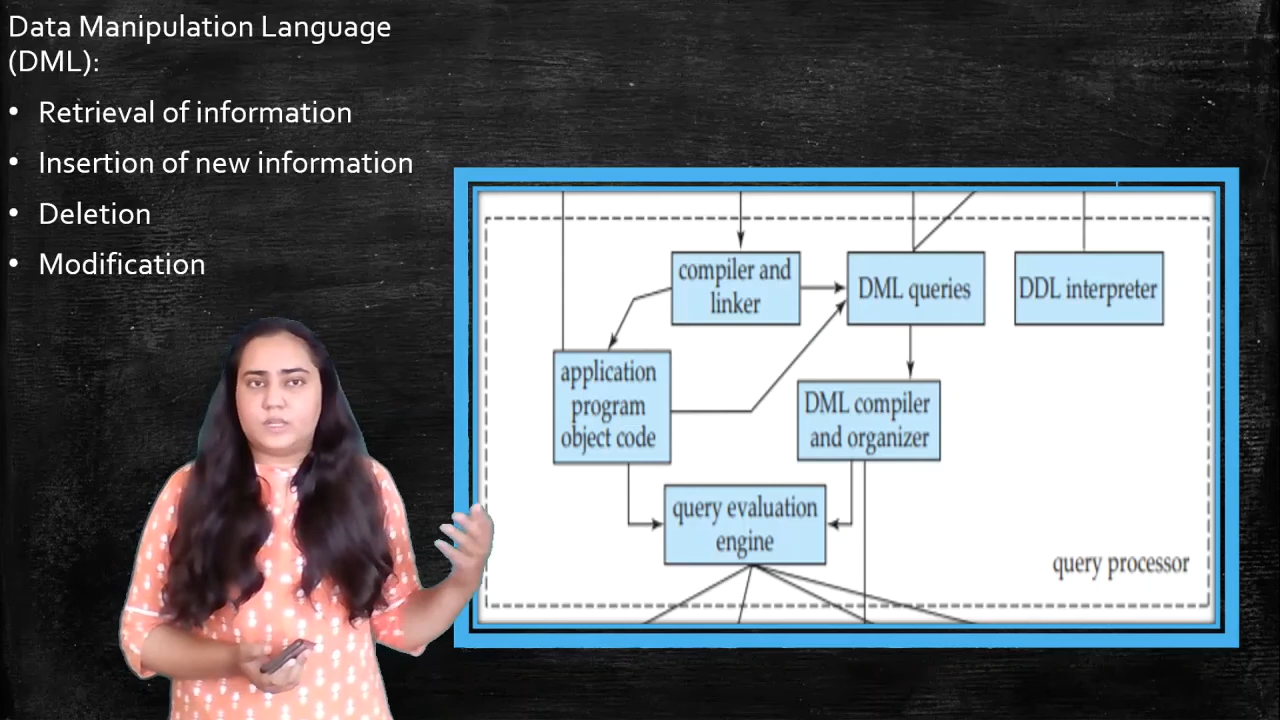 Data Manipulation Language
(DML):
• Retrieval of information
• Insertion of new information
• Deletion
• Modification
compiler and
linker
DML queries
DDL interpreter
application
program
object code
DML compiler
and organizer
query evaluation
engine
query processor